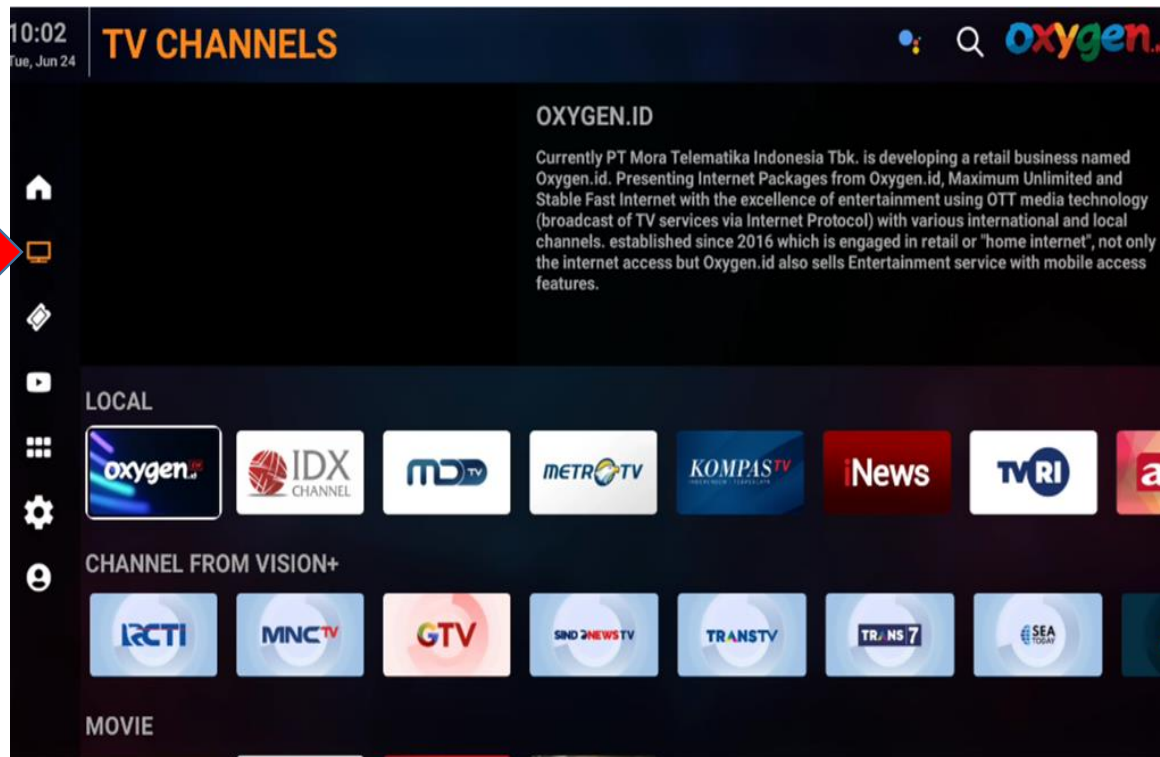 10:02
Tue, Jun 24
TV CHANNELS
oxygen.
OXYGEN.ID
Currently PT Mora Telematika Indonesia Tbk. is developing a retail business named
Oxygen.id. Presenting Internet Packages from Oxygen.id, Maximum Unlimited and
Stable Fast Internet with the excellence of entertainment using OTT media technology
(broadcast of TV services via Internet Protocol) with various international and local
channels. established since 2016 which is engaged in retail or "home internet", not only
the internet access but Oxygen.id also sells Entertainment service with mobile access
features.
LOCAL
oxygen.
IDX
CHANNEL
MD TV
METRO TV
KOMPAS TV
iNews
TVRI
a
CHANNEL FROM VISION+
RCTI
MNC TV
GTV
SINDONEWS TV
TRANSTV
TRANS 7
SEA
TODAY
MOVIE